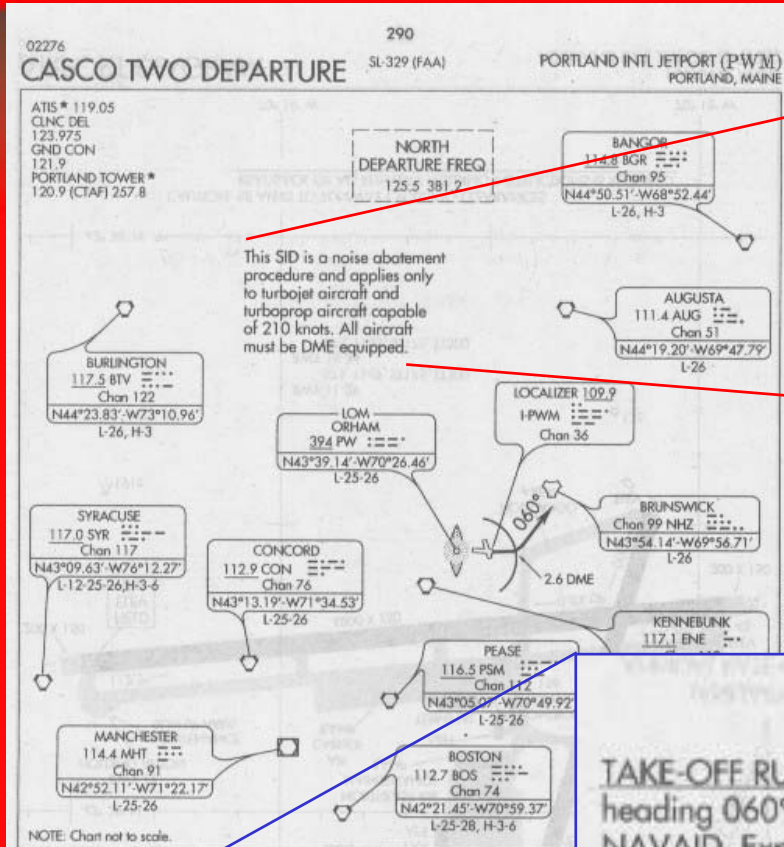 290
02276
CASCO TWO DEPARTURE
SL-329 (FAA)
PORTLAND INTL JETPORT (PWM)
PORTLAND, MAINE
ATIS * 119.05
CLNC DEL
123.975
GND CON
121.9
PORTLAND TOWER *
120.9 (CTAF) 257.8
NORTH
DEPARTURE FREQ
125.5 381.2
BANGOR
114.8 BGR
Chan 95
N44°50.51'-W68°52.44'
L-26, H-3
This SID is a noise abatement
procedure and applies only
to turbojet aircraft and
turboprop aircraft capable
of 210 knots. All aircraft
must be DME equipped.
AUGUSTA
111.4 AUG
Chan 51
N44°19.20'-W69°47.79'
L-26
BURLINGTON
117.5 BTV
Chan 122
N44°23.83'-W73°10.96'
L-26, H-3
LOCALIZER 109.9
I-PWM
Chan 36
LOM
ORHAM
394 PW
N43°39.14'-W70°26.46'
L-25-26
060°
2.6 DME
BRUNSWICK
Chan 99 NHZ
N43°54.14'-W69°56.71'
L-26
SYRACUSE
117.0 SYR
Chan 117
N43°09.63'-W76°12.27'
L-12-25-26,H-3-6
CONCORD
112.9 CON
Chan 76
N43°13.19'-W71°34.53'
L-25-26
KENNEBUNK
117.1 ENE
PEASE
116.5 PSM
Chan 112
N43°05.07'-W70°49.92'
L-25-26
MANCHESTER
114.4 MHT
Chan 91
N42°52.11'-W71°22.17'
L-25-26
BOSTON
112.7 BOS
Chan 74
N42°21.45'-W70°59.37'
L-25-28, H-3-6
NOTE: Chart not to scale.
TAKE-OFF RU
heading 060°